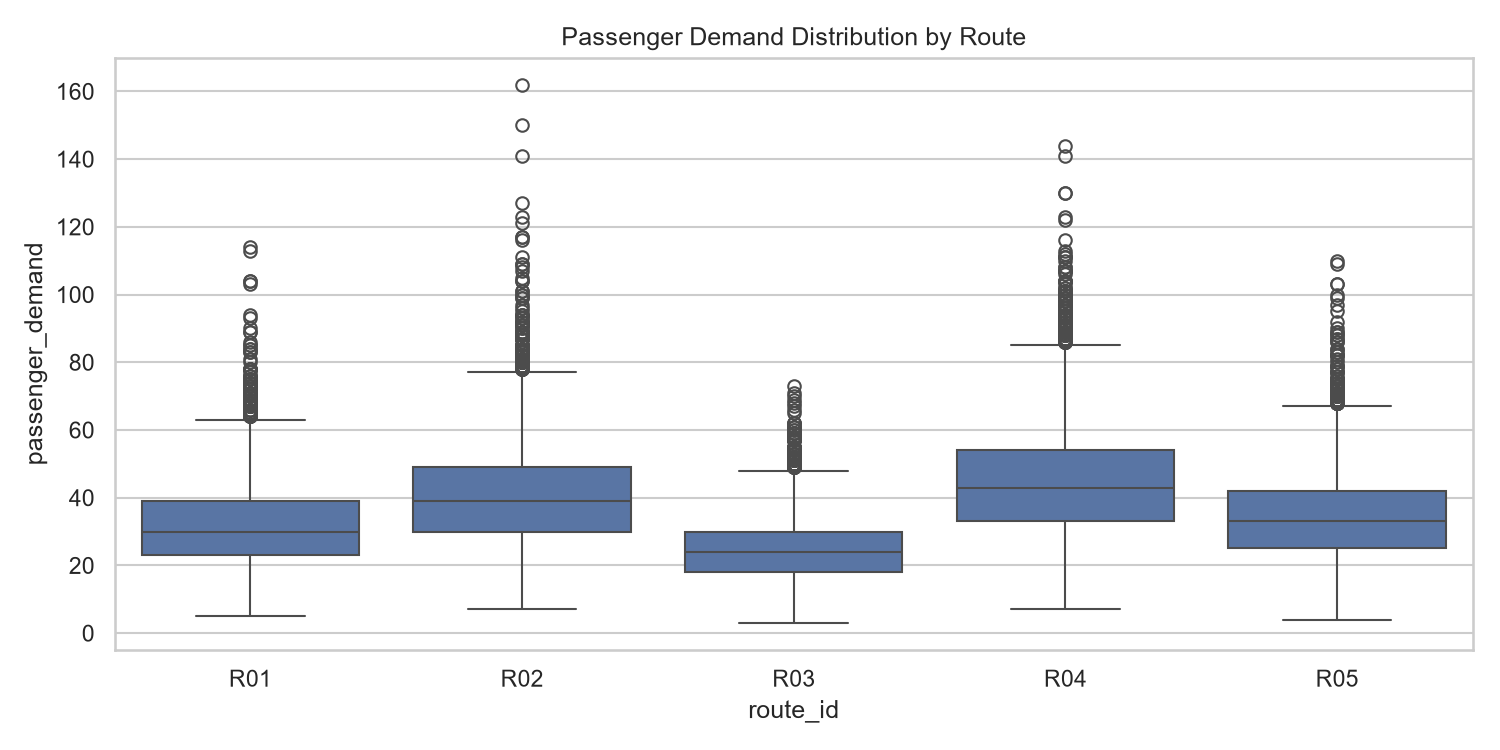 Passenger Demand Distribution by Route
passenger_demand
160
140
120
100
80
60
40
20
0
R01 R02 R03 R04 R05
route_id